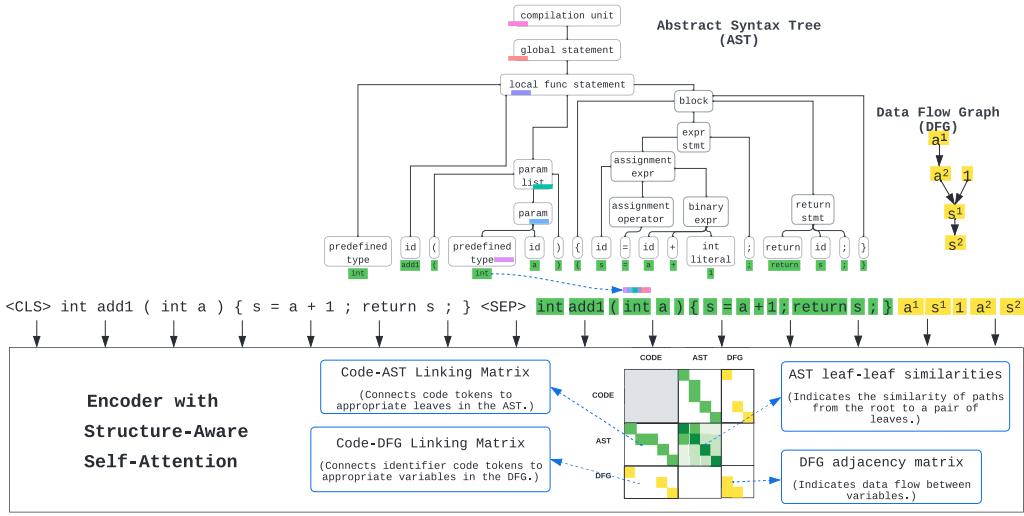 compilation unit
Abstract Syntax Tree
(AST)
global statement
local func statement
block
Data Flow Graph
(DFG)
expr
stmt
a1
param
list
assignment
expr
a2 1
param
assignment
operator
binary
expr
return
stmt
s1
predefined
type
id
(
predefined
type
id
)
{
id
=
id
+
int
literal
;
return
id
;
}
s2
int add1 ( int a ) { s = a + 1 ; return s ; }
<CLS> int add1 ( int a ) { s = a + 1 ; return s ; } <SEP> int add1 ( int a ) { s = a + 1 ; return s ; } a1 s1 1 a2 s2
CODE AST DFG
Code-AST Linking Matrix
(Connects code tokens to
appropriate leaves in the AST.)
AST leaf-leaf similarities
(Indicates the similarity of paths
from the root to a pair of
leaves.)
CODE
Encoder with
Structure-Aware
Self-Attention
Code-DFG Linking Matrix
(Connects identifier code tokens to
appropriate variables in the DFG.)
AST
DFG
DFG adjacency matrix
(Indicates data flow between
variables.)